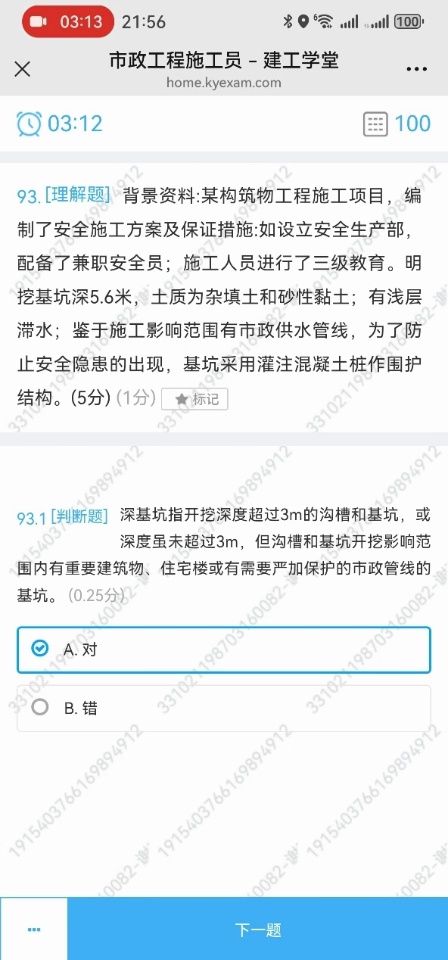 03:13 21:56 100
市政工程施工员 - 建工学堂
home.kyexam.com
03:12 100
93. [理解题] 背景资料:某构筑物工程施工项目，编
制了安全施工方案及保证措施:如设立安全生产部，
配备了兼职安全员；施工人员进行了三级教育。明
挖基坑深5.6米，土质为杂填土和砂性黏土；有浅层
滞水；鉴于施工影响范围有市政供水管线，为了防
止安全隐患的出现，基坑采用灌注混凝土桩作围护
结构。(5分) (1分) ★标记
93.1 [判断题] 深基坑指开挖深度超过3m的沟槽和基坑，或
深度虽未超过3m，但沟槽和基坑开挖影响范
围内有重要建筑物、住宅楼或有需要严加保护的市政管线的
基坑。 (0.25分)
A. 对
B. 错
下一题